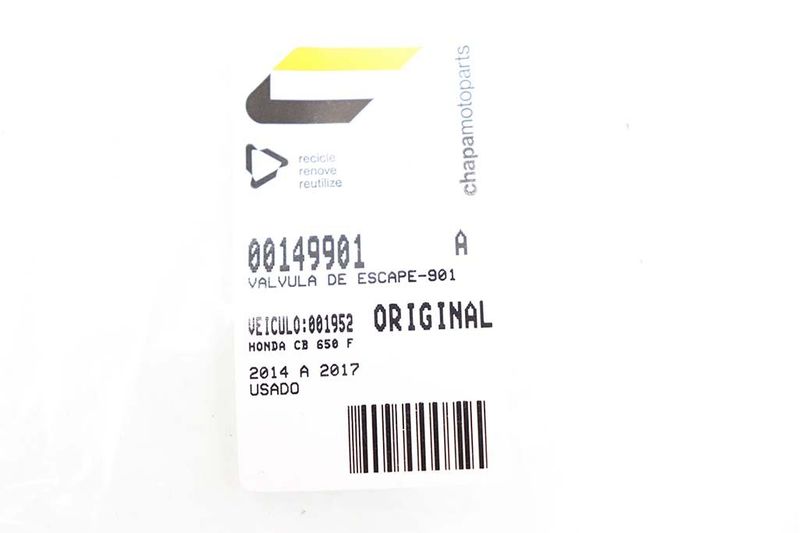 chapamotoparts
recicle
renove
reutilize
00149901 A
VALVULA DE ESCAPE-901
VEICULO:001952 ORIGINAL
HONDA CB 650 F
2014 A 2017
USADO